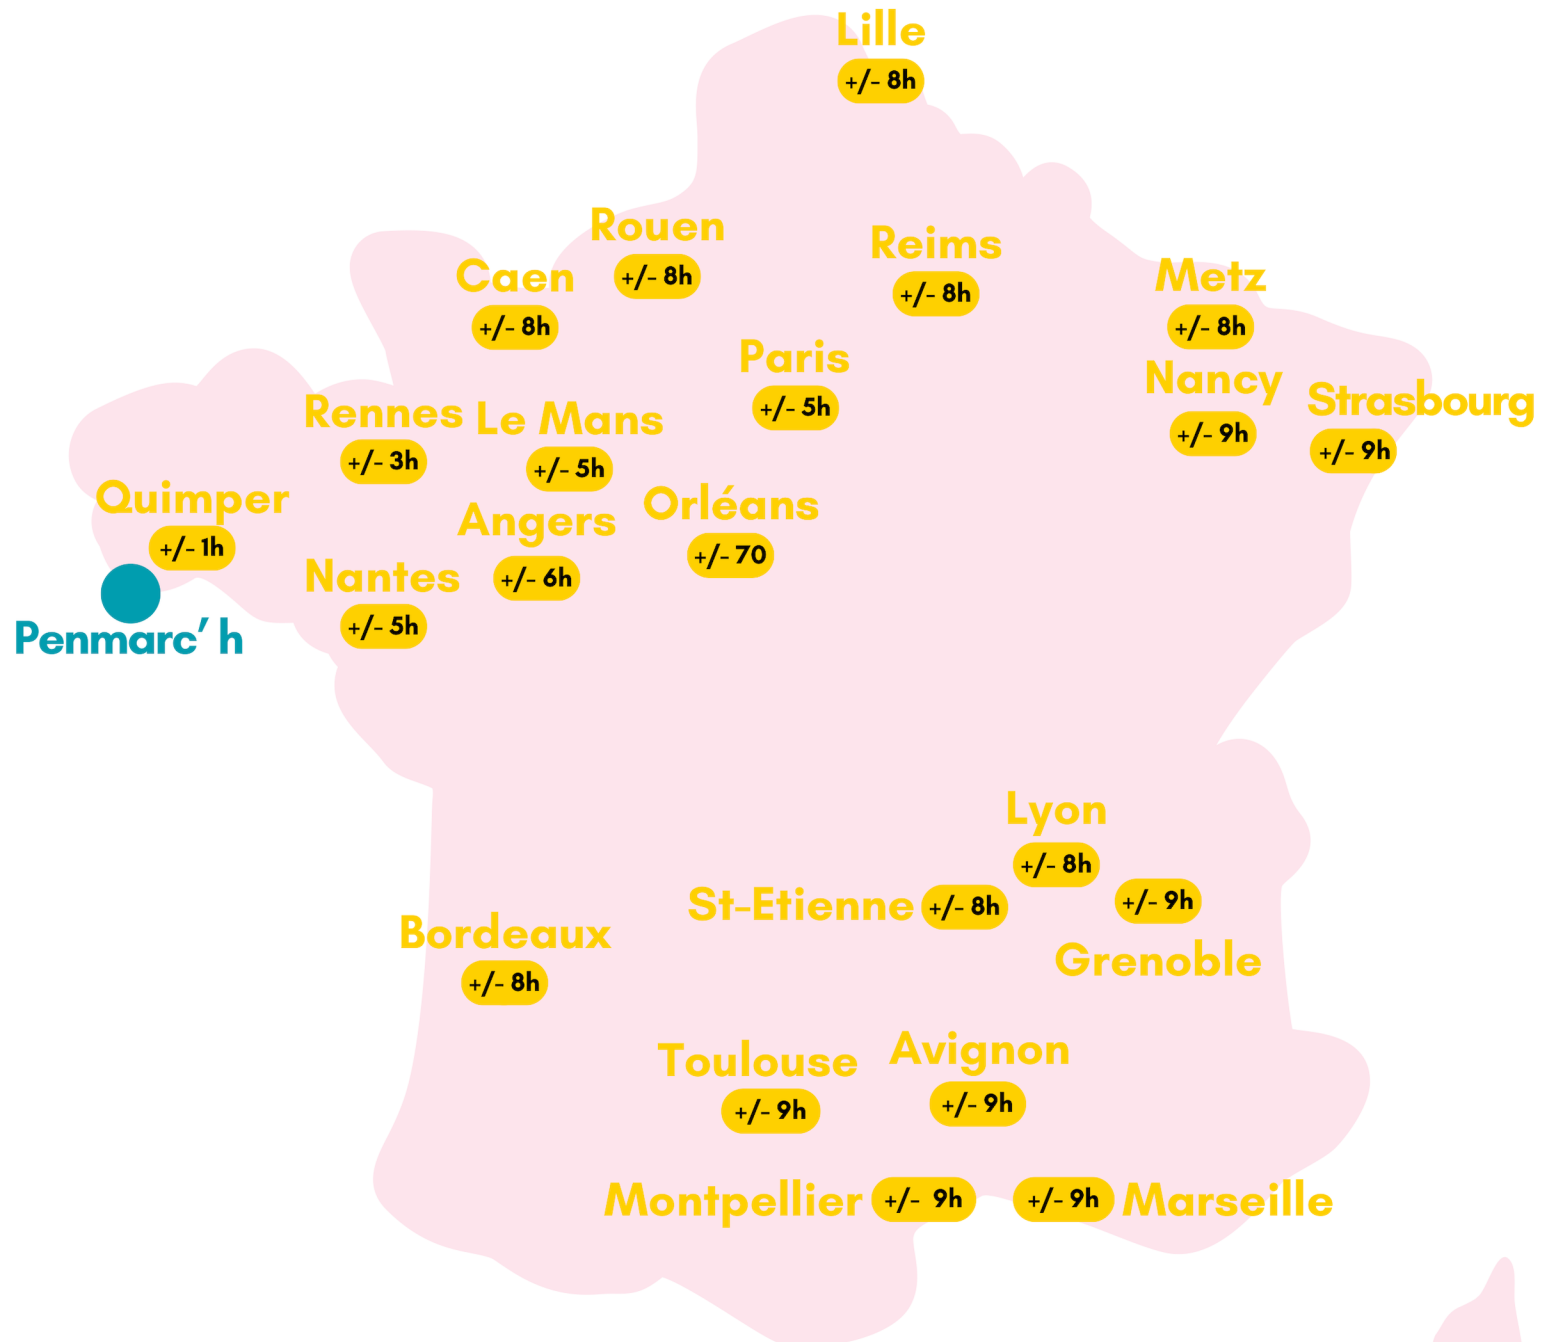 Lille
+/- 8h
Rouen
+/- 8h
Reims
+/- 8h
Caen
+/- 8h
Metz
+/- 8h
Paris
+/- 5h
Nancy
+/- 9h
Strasbourg
+/- 9h
Rennes
+/- 3h
Le Mans
+/- 5h
Quimper
+/- 1h
Orléans
+/- 70
Angers
+/- 6h
Nantes
+/- 5h
Penmarc’ h
Lyon
+/- 8h
St-Etienne +/- 8h
+/- 9h
Grenoble
Bordeaux
+/- 8h
Toulouse
+/- 9h
Avignon
+/- 9h
Montpellier +/- 9h
+/- 9h Marseille